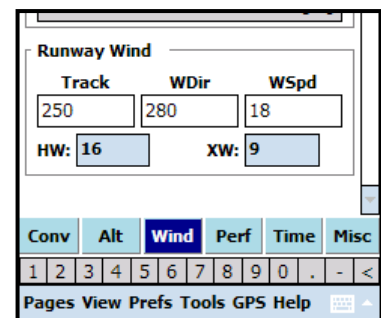 Runway Wind
Track WDir WSpd
250 280 18
HW: 16 XW: 9
Conv Alt Wind Perf Time Misc
1 2 3 4 5 6 7 8 9 0 . - <
Pages View Prefs Tools GPS Help